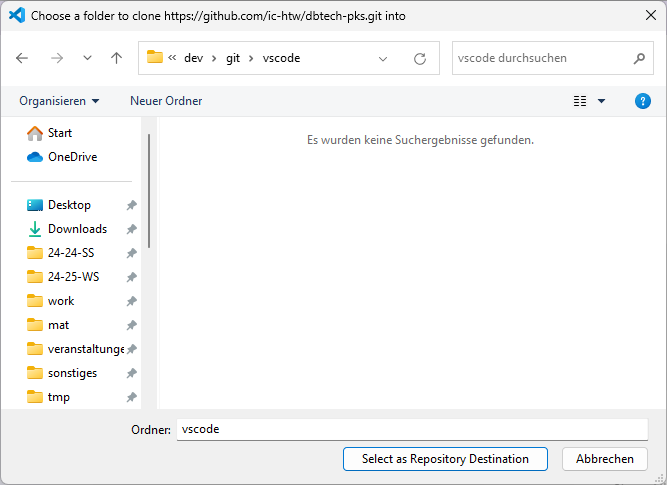 Choose a folder to clone https://github.com/ic-htw/dbtech-pks.git into
« dev › git › vscode
vscode durchsuchen
Organisieren
Neuer Ordner
?
Start
OneDrive
Desktop
Downloads
24-24-SS
24-25-WS
work
mat
veranstaltunge
sonstiges
tmp
Es wurden keine Suchergebnisse gefunden.
Ordner: vscode
Select as Repository Destination
Abbrechen